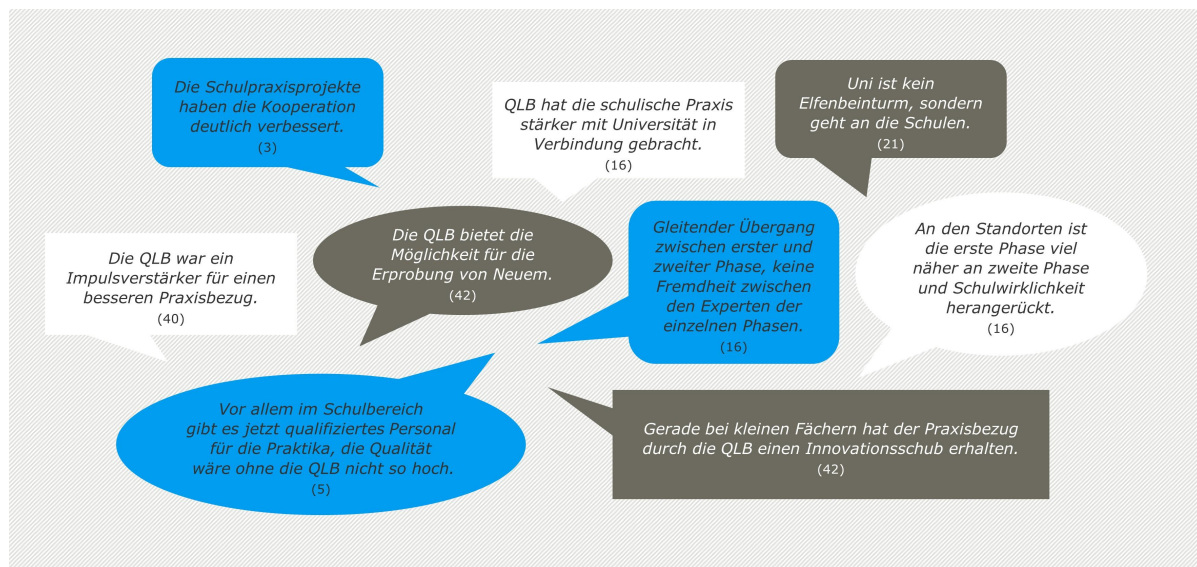 Die Schulpraxisprojekte
haben die Kooperation
deutlich verbessert.
(3)
QLB hat die schulische Praxis
stärker mit Universität in
Verbindung gebracht.
(16)
Uni ist kein
Elfenbeinturm, sondern
geht an die Schulen.
(21)
Die QLB war ein
Impulsverstärker für einen
besseren Praxisbezug.
(40)
Die QLB bietet die
Möglichkeit für die
Erprobung von Neuem.
(42)
Gleitender Übergang
zwischen erster und
zweiter Phase, keine
Fremdheit zwischen
den Experten der
einzelnen Phasen.
(16)
An den Standorten ist
die erste Phase viel
näher an zweite Phase
und Schulwirklichkeit
herangerückt.
(16)
Vor allem im Schulbereich
gibt es jetzt qualifiziertes Personal
für die Praktika, die Qualität
wäre ohne die QLB nicht so hoch.
(5)
Gerade bei kleinen Fächern hat der Praxisbezug
durch die QLB einen Innovationsschub erhalten.
(42)